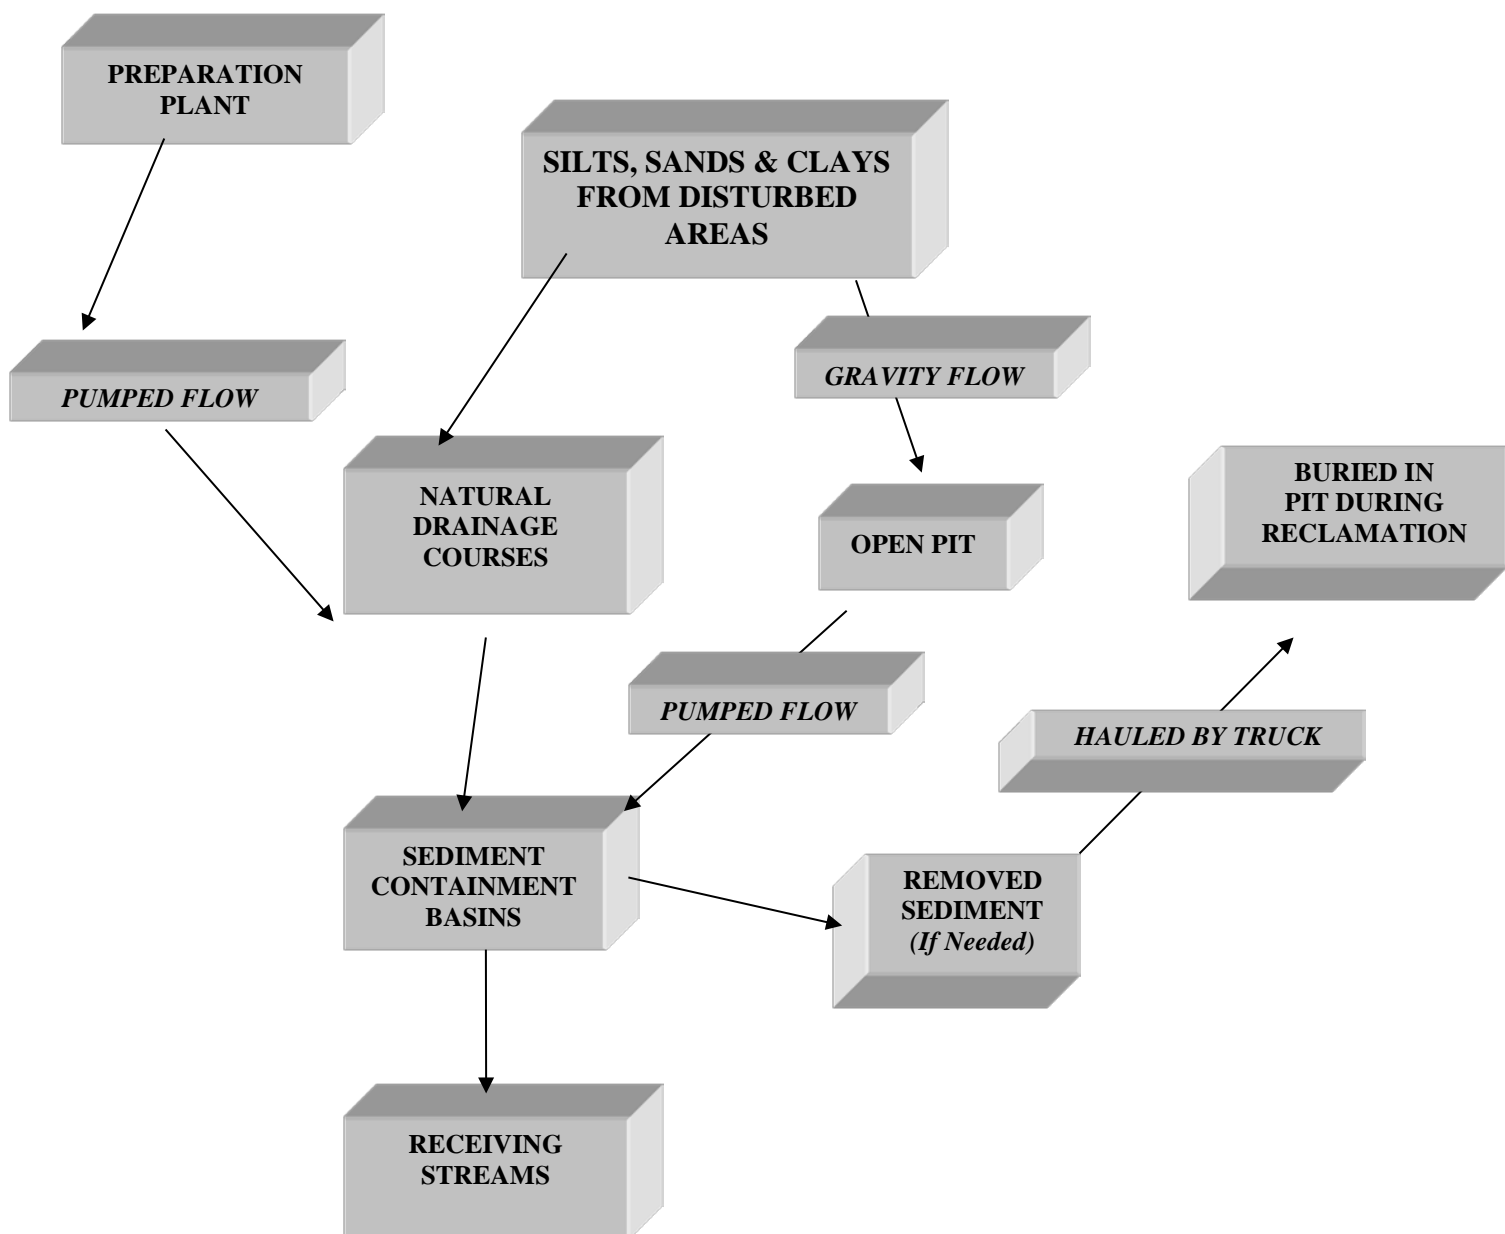 PREPARATION
PLANT
SILTS, SANDS & CLAYS
FROM DISTURBED
AREAS
PUMPED FLOW
GRAVITY FLOW
NATURAL
DRAINAGE
COURSES
OPEN PIT
BURIED IN
PIT DURING
RECLAMATION
PUMPED FLOW
HAULED BY TRUCK
SEDIMENT
CONTAINMENT
BASINS
REMOVED
SEDIMENT
(If Needed)
RECEIVING
STREAMS